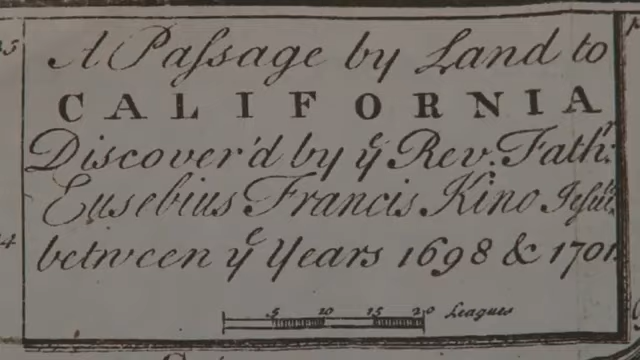 A Paſsage by Land to
CALIFORNIA
Discover'd by yᵉ Rev.ᵈ Fathʳ:
Eusebius Francis Kino Jeſuit
between yᵉ Years 1698 & 1701
5 10 15 20 Leagues